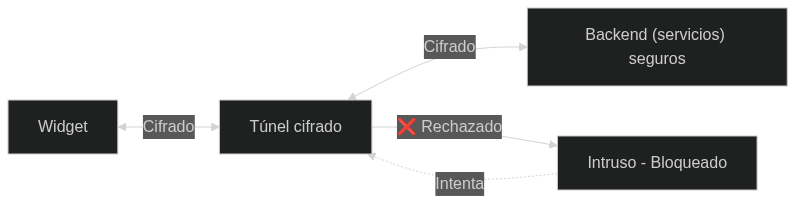 Widget
Cifrado
Túnel cifrado
Cifrado
Backend (servicios)
seguros
❌ Rechazado
Intruso - Bloqueado
Intenta